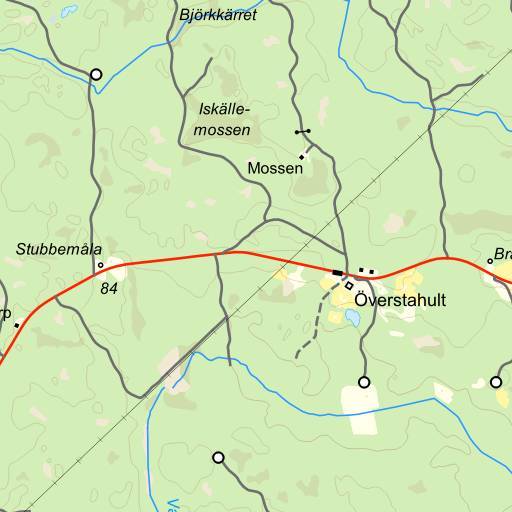 Björkkärret
Iskälle-
mossen
Mossen
Stubbemåla
84
Överstahult